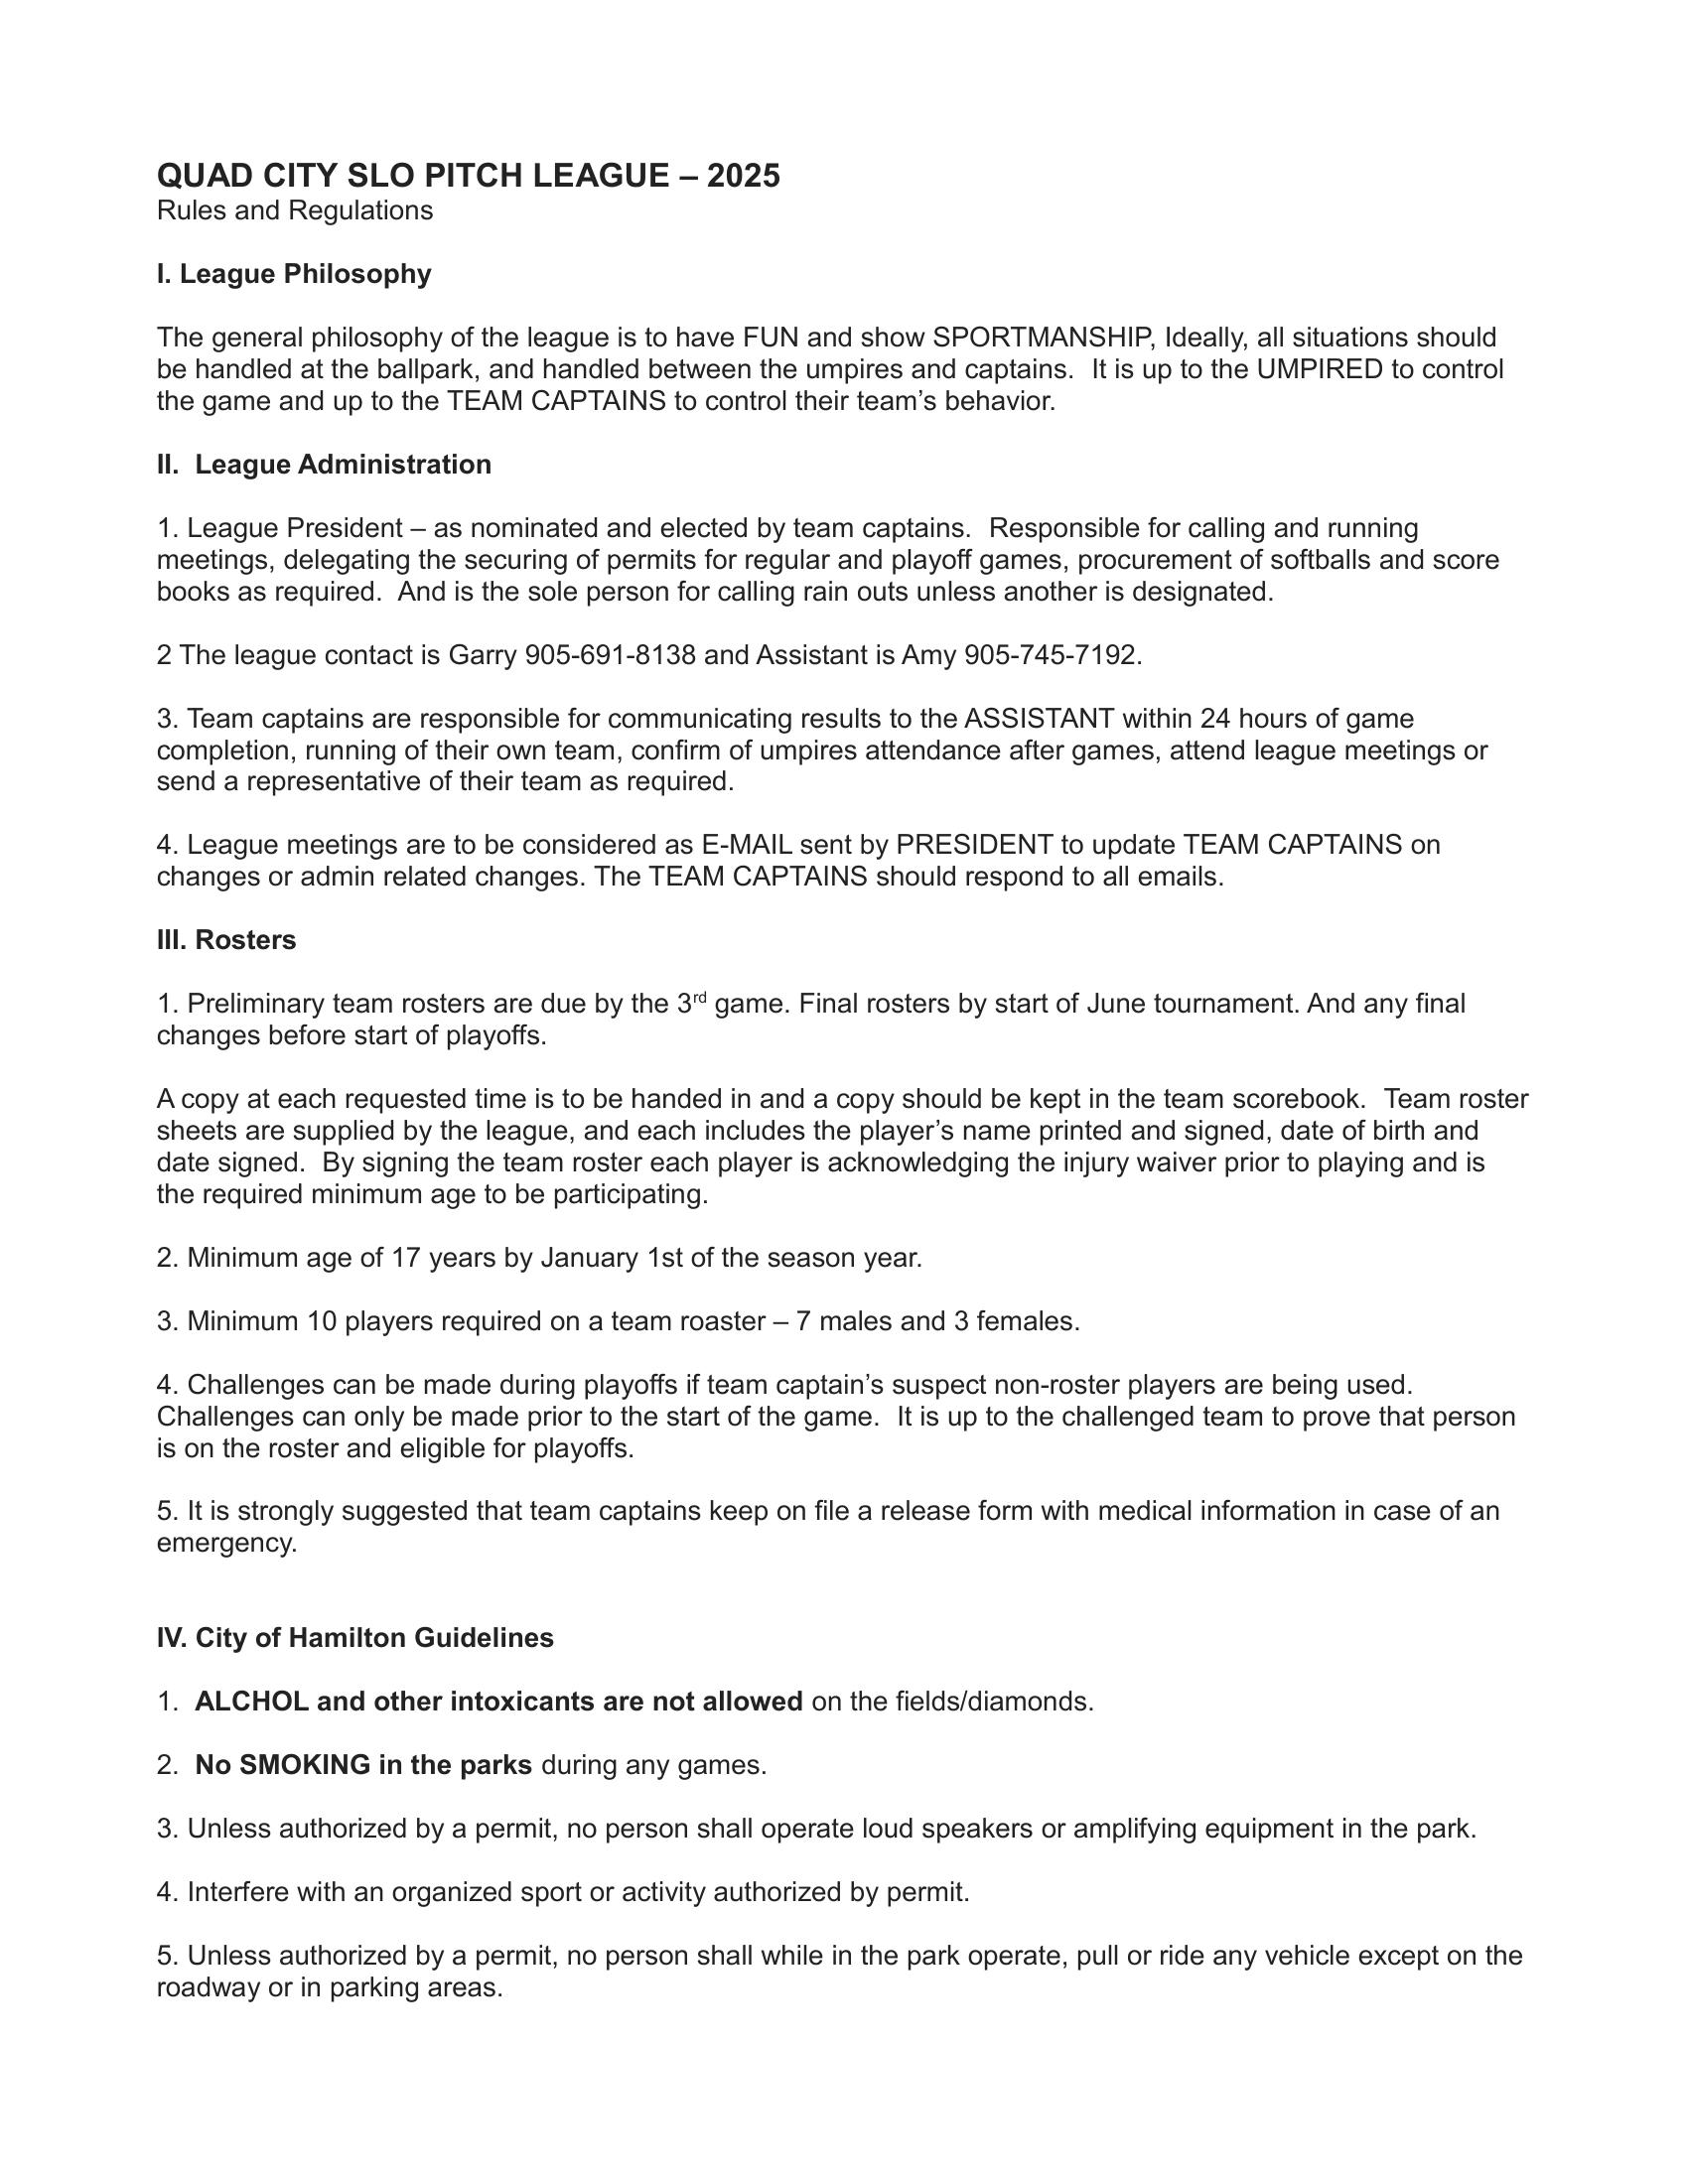 QUAD CITY SLO PITCH LEAGUE – 2025
Rules and Regulations
I. League Philosophy
The general philosophy of the league is to have FUN and show SPORTMANSHIP, Ideally, all situations should
be handled at the ballpark, and handled between the umpires and captains.  It is up to the UMPIRED to control
the game and up to the TEAM CAPTAINS to control their team’s behavior.
II.  League Administration
1. League President – as nominated and elected by team captains.  Responsible for calling and running
meetings, delegating the securing of permits for regular and playoff games, procurement of softballs and score
books as required.  And is the sole person for calling rain outs unless another is designated.
2 The league contact is Garry 905-691-8138 and Assistant is Amy 905-745-7192.
3. Team captains are responsible for communicating results to the ASSISTANT within 24 hours of game
completion, running of their own team, confirm of umpires attendance after games, attend league meetings or
send a representative of their team as required.
4. League meetings are to be considered as E-MAIL sent by PRESIDENT to update TEAM CAPTAINS on
changes or admin related changes. The TEAM CAPTAINS should respond to all emails.
III. Rosters
1. Preliminary team rosters are due by the 3rd game. Final rosters by start of June tournament. And any final
changes before start of playoffs.
A copy at each requested time is to be handed in and a copy should be kept in the team scorebook.  Team roster
sheets are supplied by the league, and each includes the player’s name printed and signed, date of birth and
date signed.  By signing the team roster each player is acknowledging the injury waiver prior to playing and is
the required minimum age to be participating.
2. Minimum age of 17 years by January 1st of the season year.
3. Minimum 10 players required on a team roaster – 7 males and 3 females.
4. Challenges can be made during playoffs if team captain’s suspect non-roster players are being used.
Challenges can only be made prior to the start of the game.  It is up to the challenged team to prove that person
is on the roster and eligible for playoffs.
5. It is strongly suggested that team captains keep on file a release form with medical information in case of an
emergency.
IV. City of Hamilton Guidelines
1.  ALCHOL and other intoxicants are not allowed on the fields/diamonds.
2.  No SMOKING in the parks during any games.
3. Unless authorized by a permit, no person shall operate loud speakers or amplifying equipment in the park.
4. Interfere with an organized sport or activity authorized by permit.
5. Unless authorized by a permit, no person shall while in the park operate, pull or ride any vehicle except on the
roadway or in parking areas.